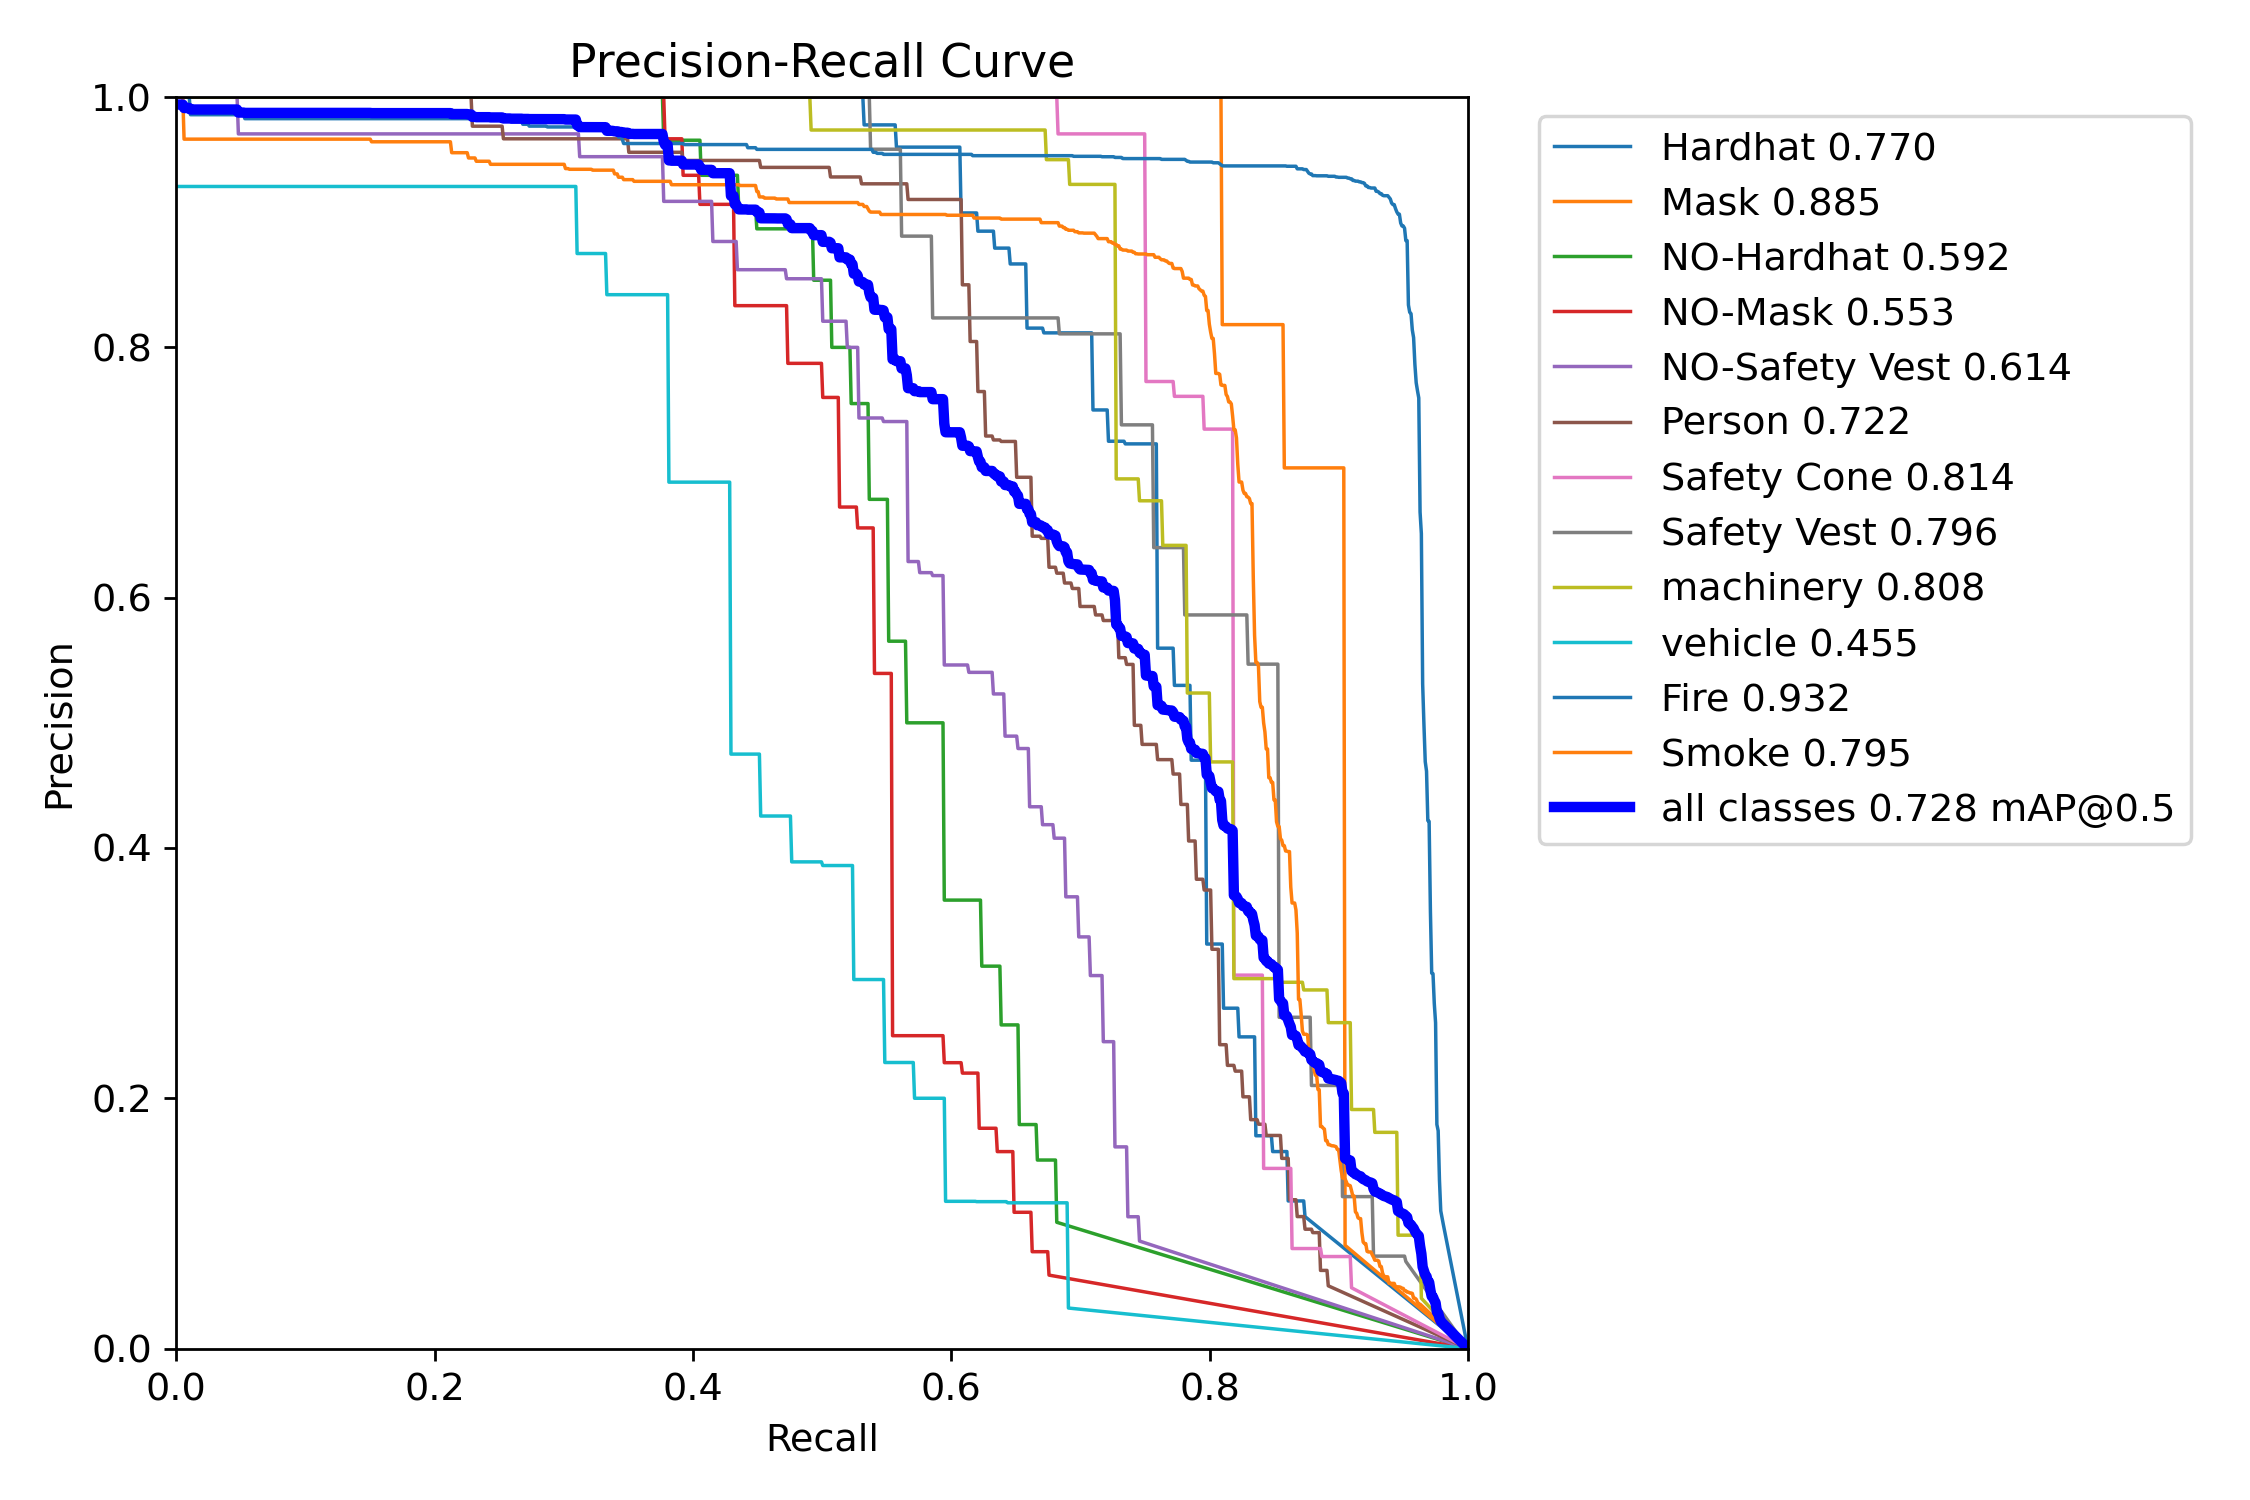 Precision-Recall Curve
1.0
0.8
0.6
0.4
0.2
0.0
Precision
0.0 0.2 0.4 0.6 0.8 1.0
Recall
Hardhat 0.770
Mask 0.885
NO-Hardhat 0.592
NO-Mask 0.553
NO-Safety Vest 0.614
Person 0.722
Safety Cone 0.814
Safety Vest 0.796
machinery 0.808
vehicle 0.455
Fire 0.932
Smoke 0.795
all classes 0.728 mAP@0.5